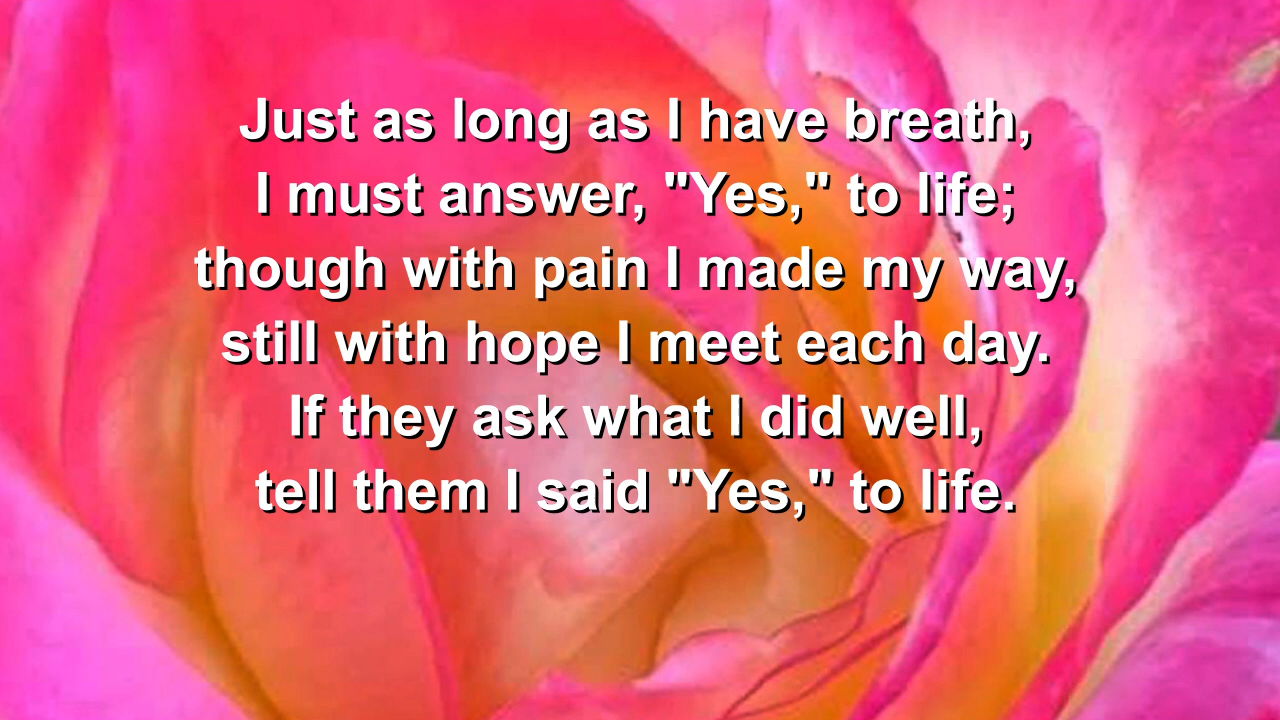 Just as long as I have breath,
I must answer, "Yes," to life;
though with pain I made my way,
still with hope I meet each day.
If they ask what I did well,
tell them I said "Yes," to life.